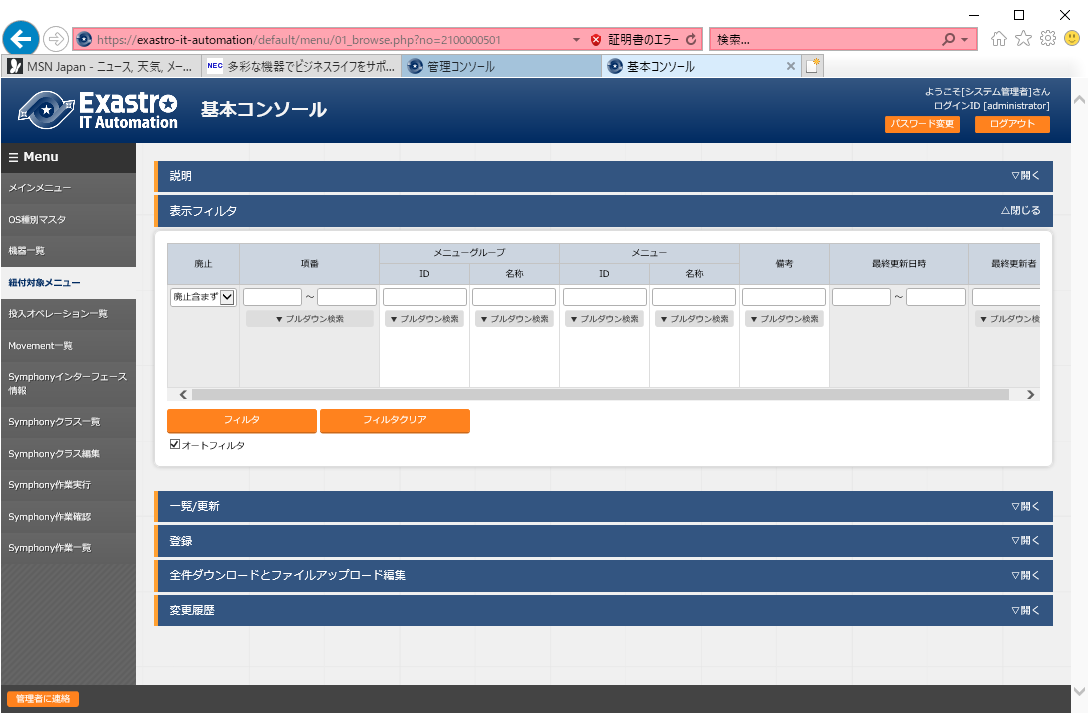 https://exastro-it-automation/default/menu/01_browse.php?no=2100000501
証明書のエラー
検索...
MSN Japan - ニュース, 天気, メー...
NEC 多彩な機器でビジネスライフをサポ...
管理コンソール
基本コンソール
Exastro
IT Automation
基本コンソール
ようこそ[システム管理者]さん
ログインID [administrator]
パスワード変更
ログアウト
☰ Menu
メインメニュー
OS種別マスタ
機器一覧
紐付対象メニュー
投入オペレーション一覧
Movement一覧
Symphonyインターフェース
情報
Symphonyクラス一覧
Symphonyクラス編集
Symphony作業実行
Symphony作業確認
Symphony作業一覧
説明
▽開く
表示フィルタ
△閉じる
廃止
項番
メニューグループ
メニュー
備考
最終更新日時
最終更新者
ID
名称
ID
名称
廃止含まず
～
～
▼ プルダウン検索
▼ プルダウン検索
▼ プルダウン検索
▼ プルダウン検索
▼ プルダウン検索
▼ プルダウン検索
▼ プルダウン検
フィルタ
フィルタクリア
オートフィルタ
一覧/更新
▽開く
登録
▽開く
全件ダウンロードとファイルアップロード編集
▽開く
変更履歴
▽開く
管理者に連絡